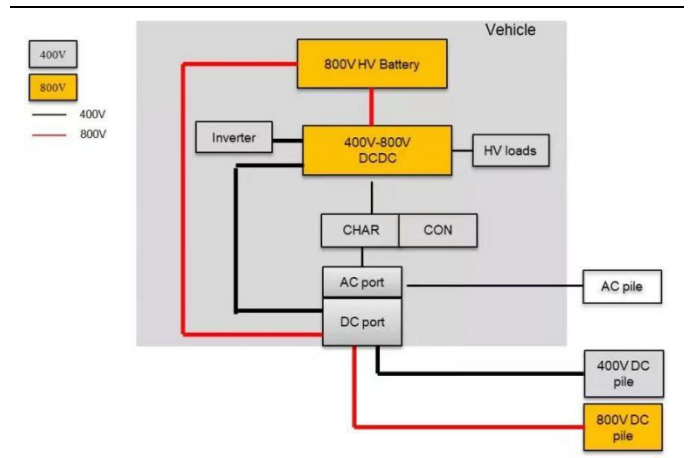 Vehicle
400V
800V
400V
800V
800V HV Battery
Inverter
400V-800V
DCDC
HV loads
CHAR
CON
AC port
DC port
AC pile
400V DC
pile
800V DC
pile